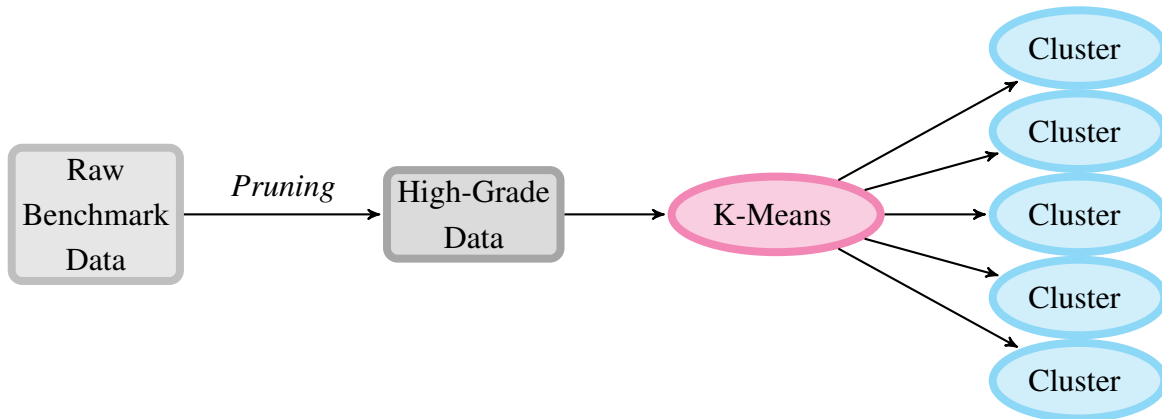 Raw
Benchmark
Data
Pruning
High-Grade
Data
K-Means
Cluster
Cluster
Cluster
Cluster
Cluster